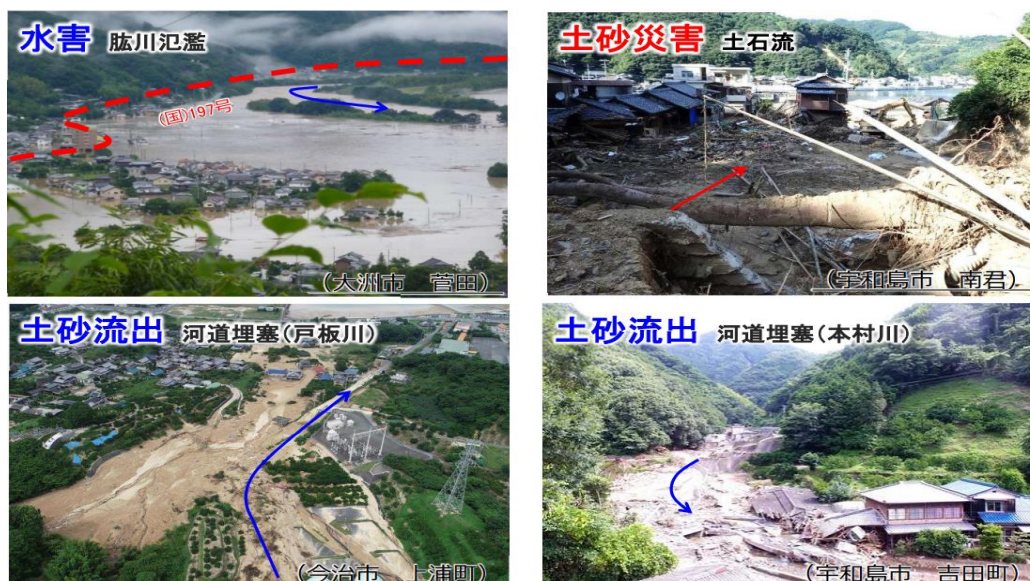 水害 肱川氾濫
(国)197号
(大洲市 菅田)
土砂災害 土石流
(宇和島市 南君)
土砂流出 河道埋塞(戸板川)
(今治市 上浦町)
土砂流出 河道埋塞(本村川)
(宇和島市 吉田町)